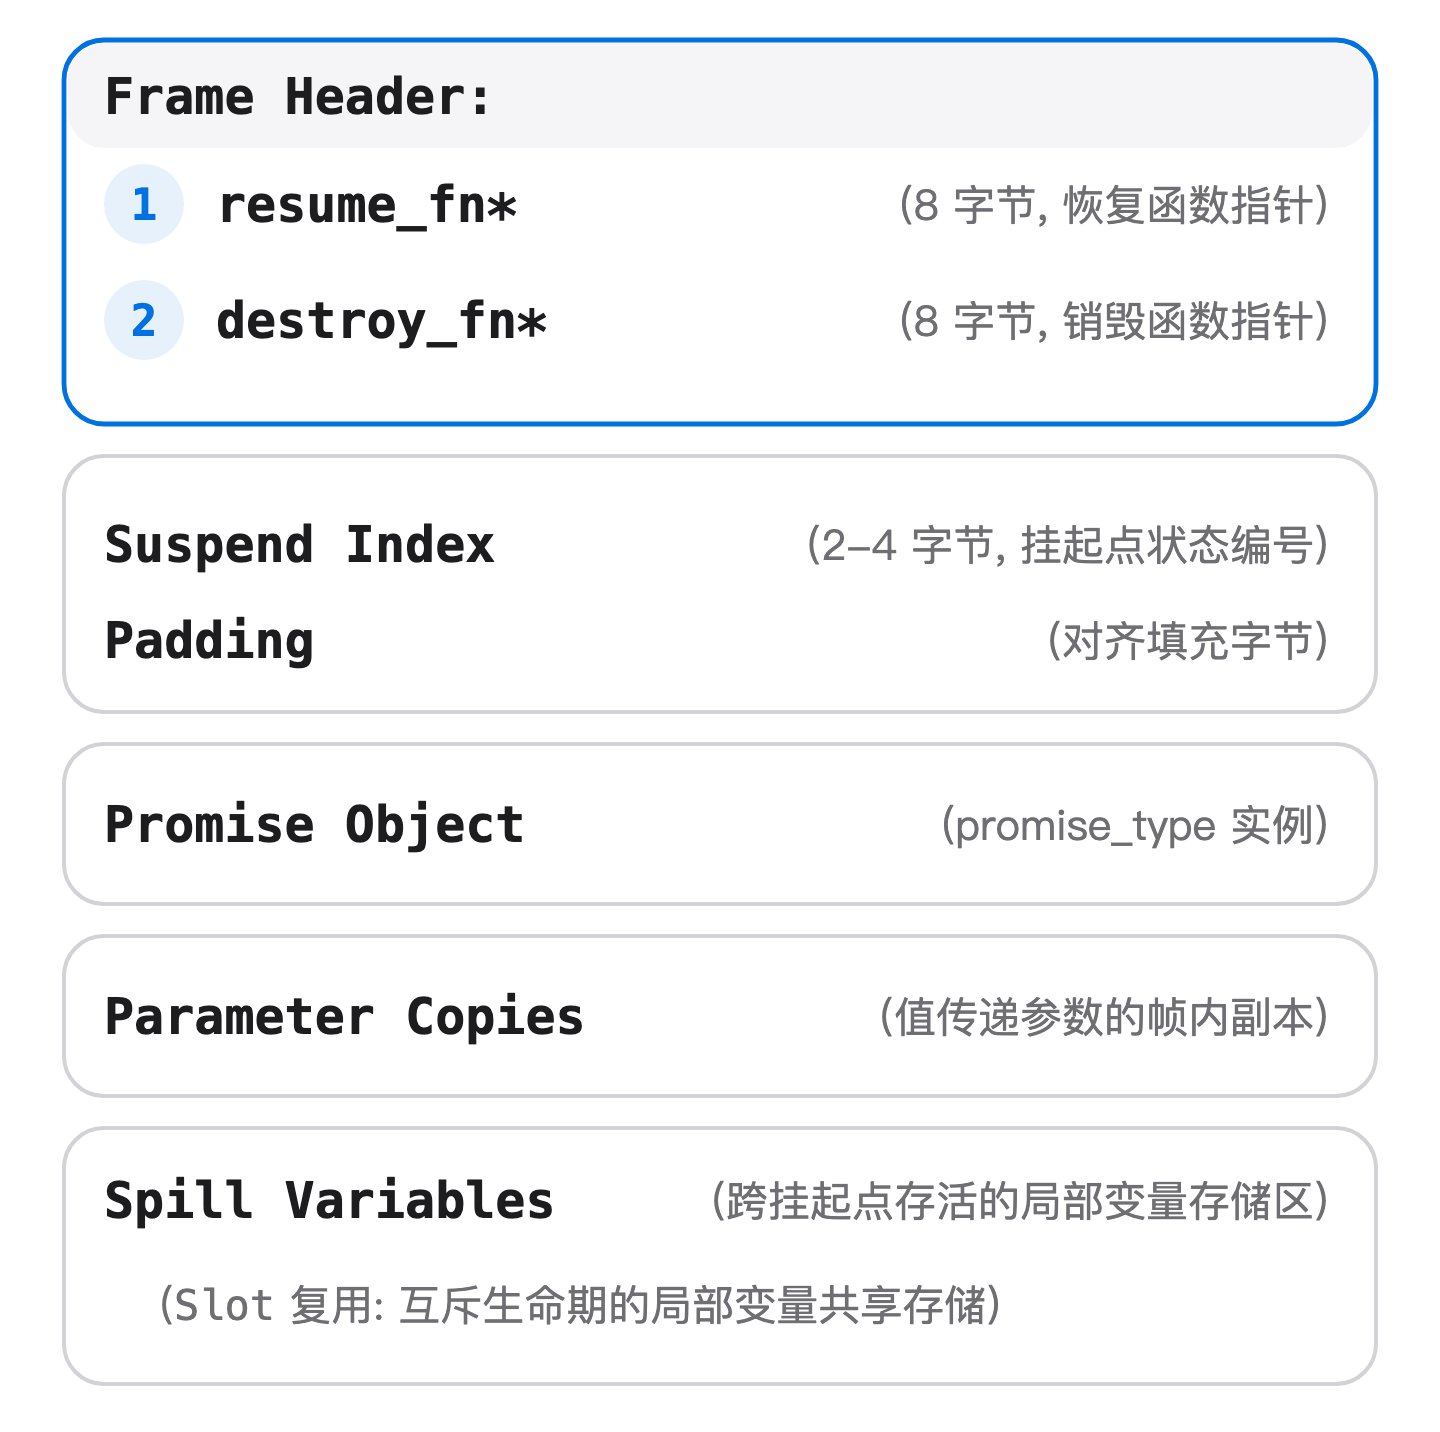 Frame Header:
1 resume_fn* (8 字节, 恢复函数指针)
2 destroy_fn* (8 字节, 销毁函数指针)
Suspend Index (2–4 字节, 挂起点状态编号)
Padding (对齐填充字节)
Promise Object (promise_type 实例)
Parameter Copies (值传递参数的帧内副本)
Spill Variables (跨挂起点存活的局部变量存储区)
(Slot 复用: 互斥生命期的局部变量共享存储)